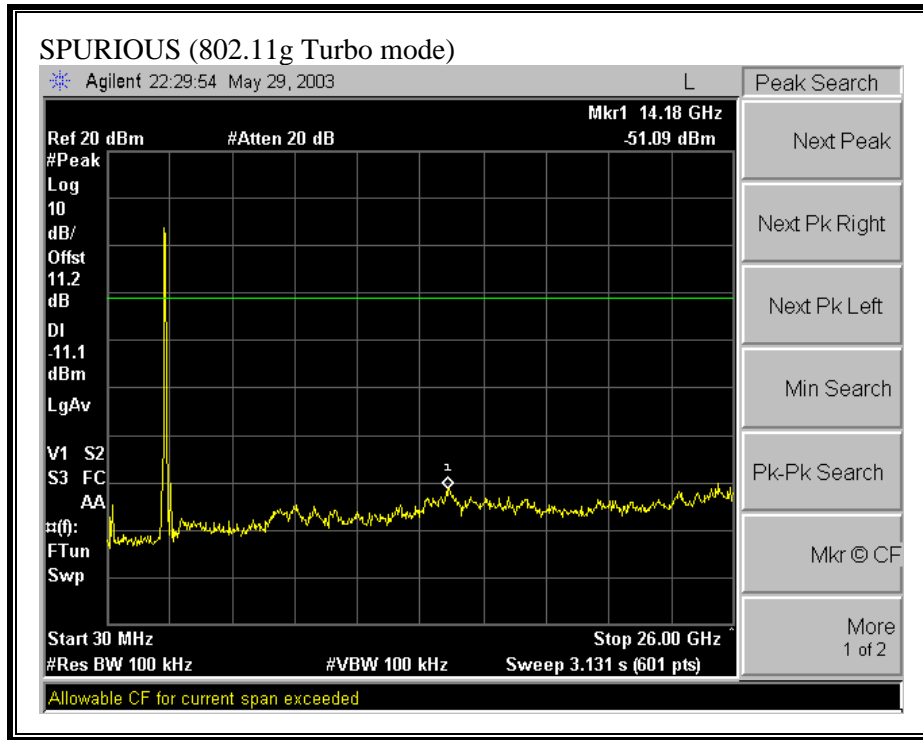 SPURIOUS (802.11g Turbo mode)
Agilent 22:29:54 May 29, 2003 L
Peak Search
Mkr1 14.18 GHz
Ref 20 dBm #Atten 20 dB -51.09 dBm
#Peak
Log
10
dB/
Offst
11.2
dB
DI
-11.1
dBm
LgAv
V1 S2
S3 FC
AA
¤(f):
FTun
Swp
1
Start 30 MHz Stop 26.00 GHz ^
#Res BW 100 kHz #VBW 100 kHz Sweep 3.131 s (601 pts)
Allowable CF for current span exceeded
Next Peak
Next Pk Right
Next Pk Left
Min Search
Pk-Pk Search
Mkr © CF
More
1 of 2